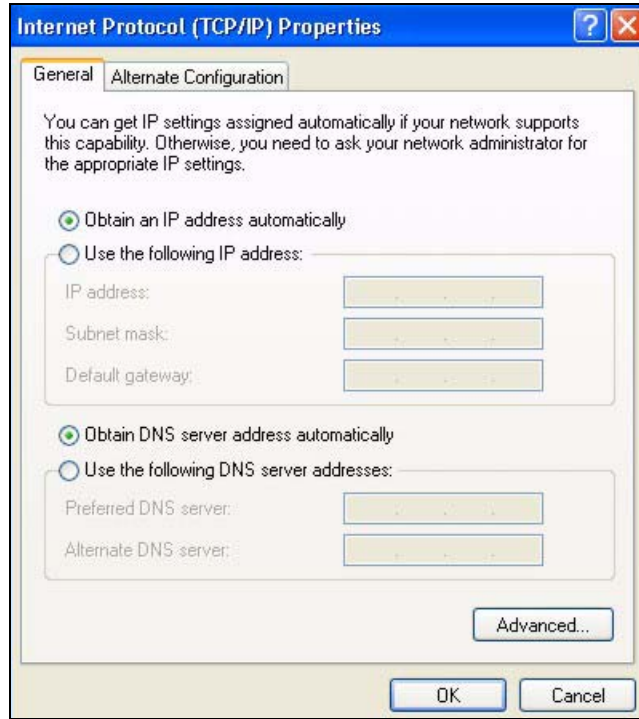 Internet Protocol (TCP/IP) Properties
General
Alternate Configuration
You can get IP settings assigned automatically if your network supports
this capability. Otherwise, you need to ask your network administrator for
the appropriate IP settings.
Obtain an IP address automatically
Use the following IP address:
IP address:
Subnet mask:
Default gateway:
Obtain DNS server address automatically
Use the following DNS server addresses:
Preferred DNS server:
Alternate DNS server:
Advanced...
OK
Cancel